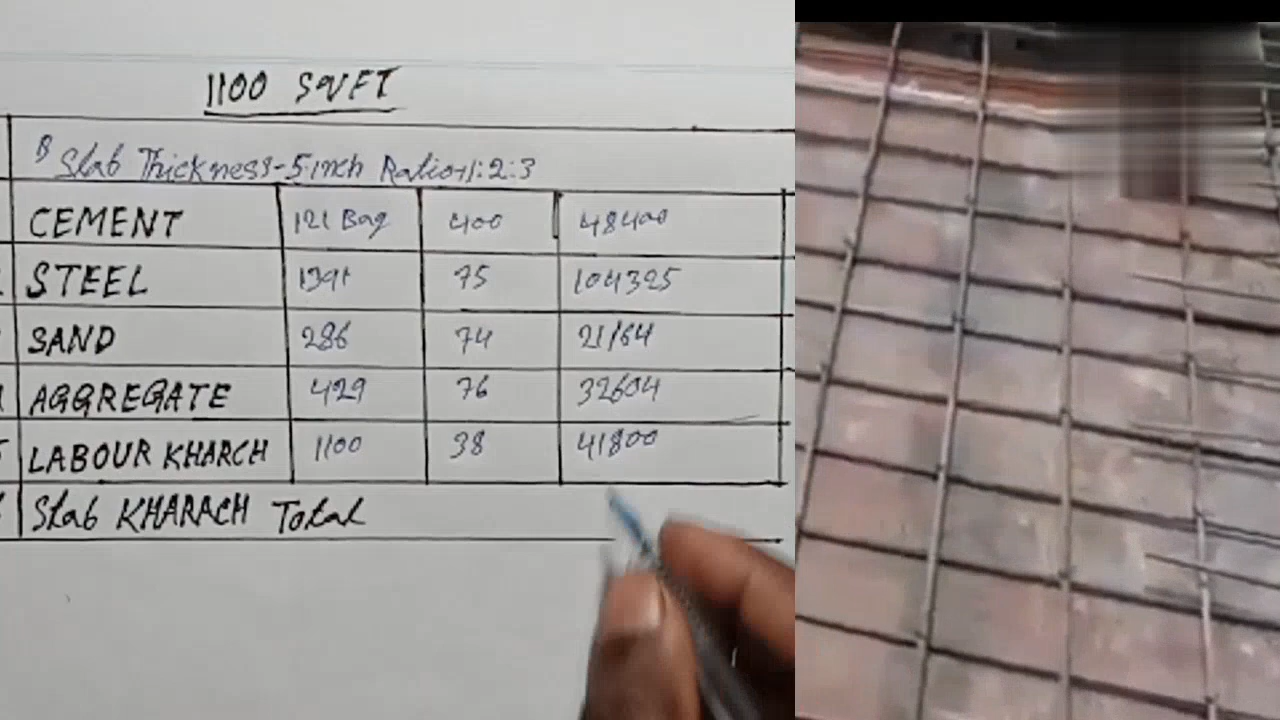 1100 SQFT
Slab Thickness-5inch Ratio-1:2:3
CEMENT 121 Bag 400 48400
STEEL 1391 75 104325
SAND 286 74 21164
AGGREGATE 429 76 32604
LABOUR KHARCH 1100 38 41800
Slab KHARACH Total